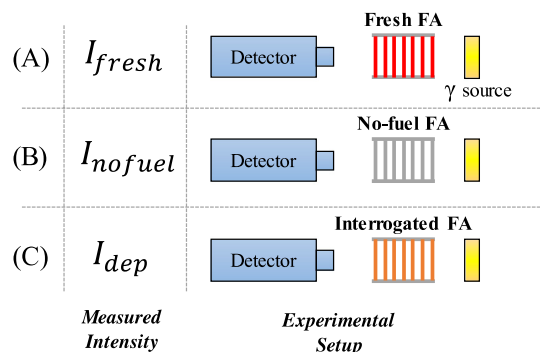 Fresh FA
(A) I_fresh Detector
γ source
No-fuel FA
(B) I_nofuel Detector
Interrogated FA
(C) I_dep Detector
Measured Experimental
Intensity Setup